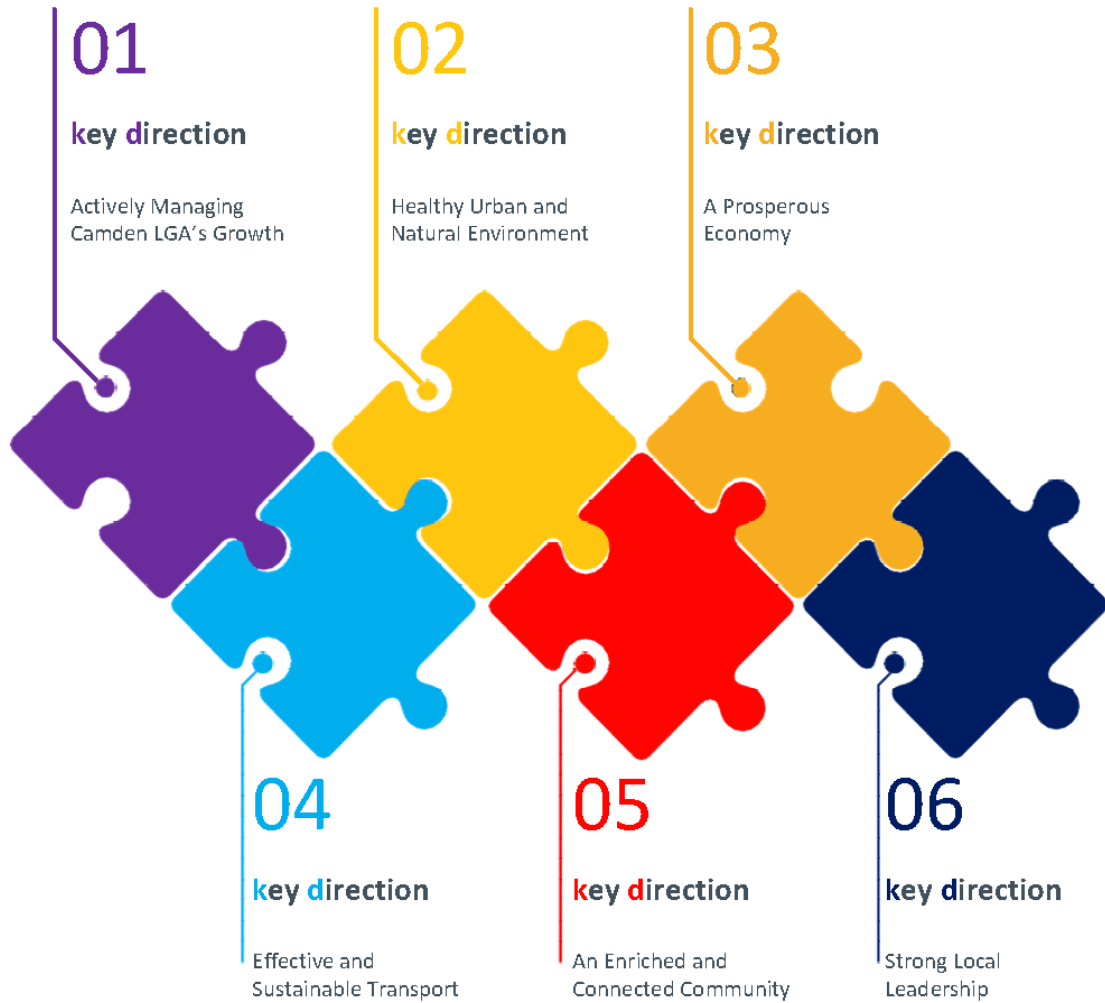 01
key direction
Actively Managing
Camden LGA's Growth
02
key direction
Healthy Urban and
Natural Environment
03
key direction
A Prosperous
Economy
04
key direction
Effective and
Sustainable Transport
05
key direction
An Enriched and
Connected Community
06
key direction
Strong Local
Leadership